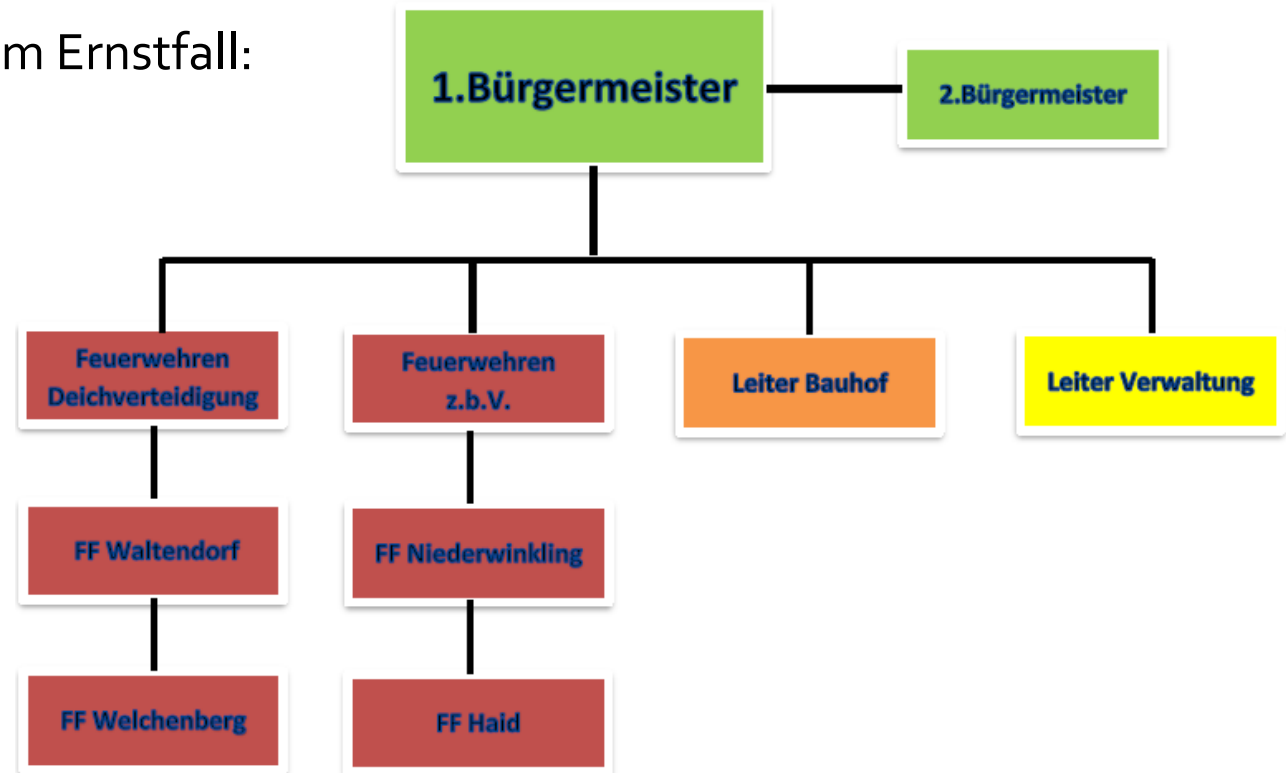 m Ernstfall:
1.Bürgermeister
2.Bürgermeister
Feuerwehren
Deichverteidigung
Feuerwehren
z.b.V.
Leiter Bauhof
Leiter Verwaltung
FF Waltendorf
FF Niederwinkling
FF Welchenberg
FF Haid